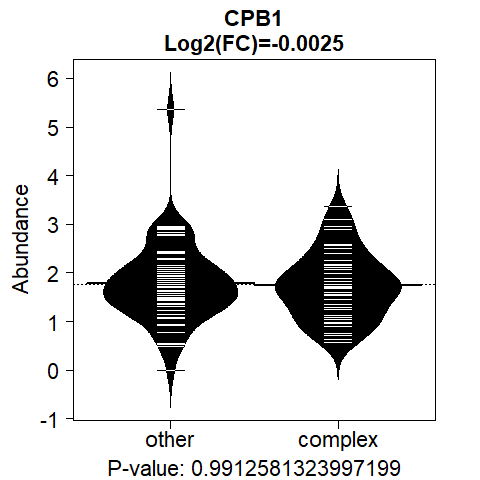 CPB1
Log2(FC)=-0.0025
Abundance
6
5
4
3
2
1
0
-1
other complex
P-value: 0.9912581323997199